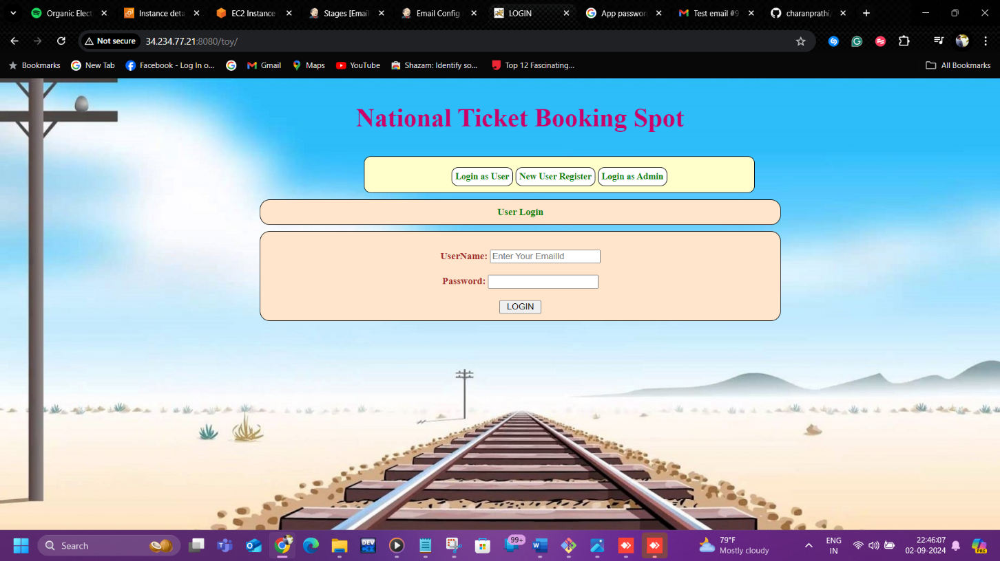 Organic Elect
Instance deta
EC2 Instance
Stages [Email
Email Config
LOGIN
App password
Test email #9
charanprathi/
Not secure 34.234.77.21:8080/toy/
Bookmarks
New Tab
Facebook - Log In o...
Gmail
Maps
YouTube
Shazam: Identify so...
Top 12 Fascinating...
All Bookmarks
National Ticket Booking Spot
Login as User New User Register Login as Admin
User Login
UserName: Enter Your EmailId
Password:
LOGIN
Search
DEV
99+
79°F
Mostly cloudy
ENG
IN
22:46:07
02-09-2024
PRE